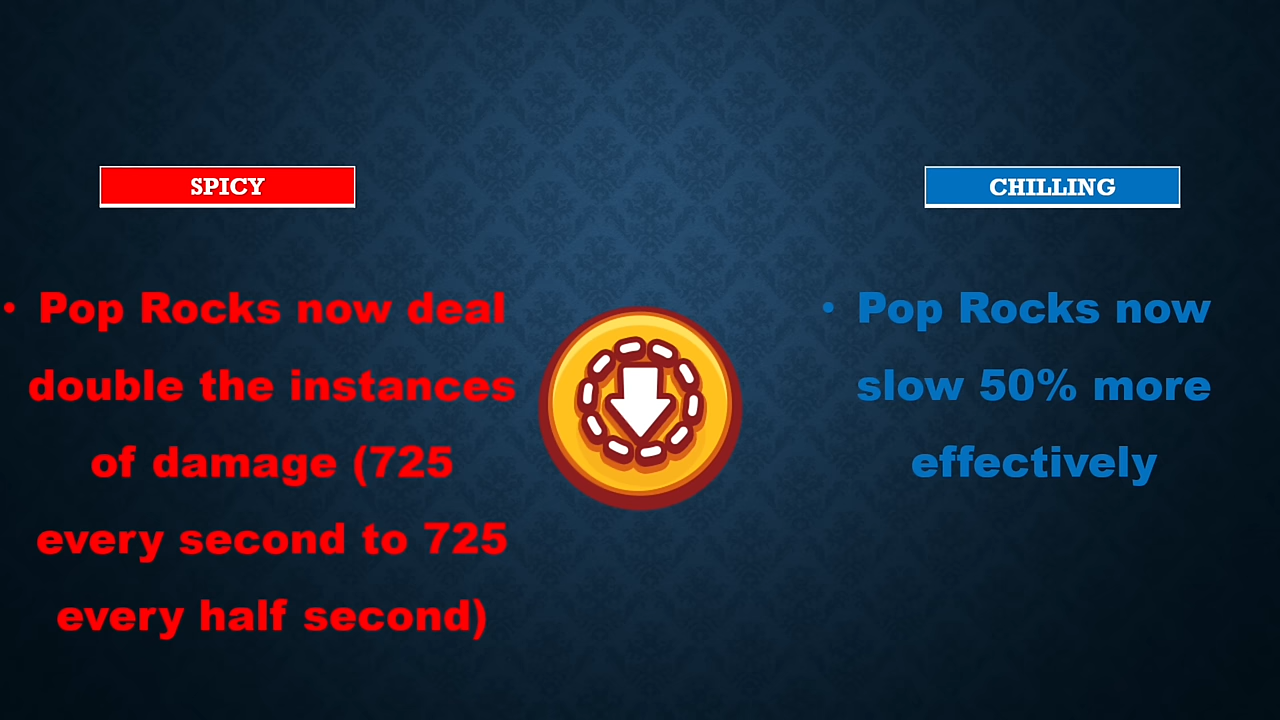 SPICY
• Pop Rocks now deal
double the instances
of damage (725
every second to 725
every half second)
CHILLING
• Pop Rocks now
slow 50% more
effectively